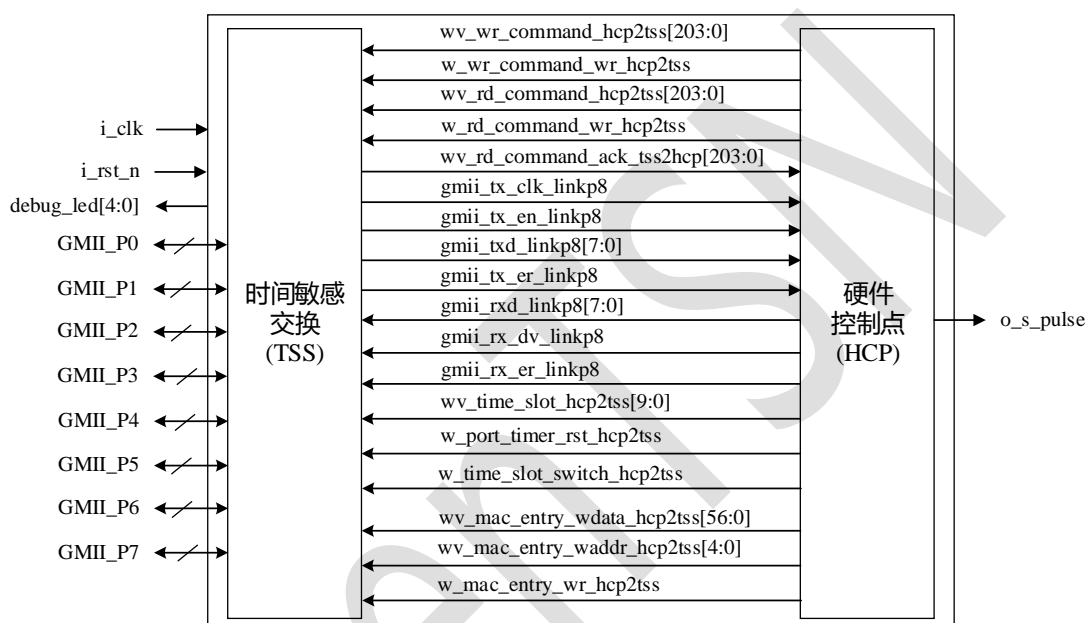 wv_wr_command_hcp2tss[203:0]
w_wr_command_wr_hcp2tss
wv_rd_command_hcp2tss[203:0]
w_rd_command_wr_hcp2tss
wv_rd_command_ack_tss2hcp[203:0]
gmii_tx_clk_linkp8
gmii_tx_en_linkp8
gmii_txd_linkp8[7:0]
gmii_tx_er_linkp8
gmii_rxd_linkp8[7:0]
gmii_rx_dv_linkp8
gmii_rx_er_linkp8
wv_time_slot_hcp2tss[9:0]
w_port_timer_rst_hcp2tss
w_time_slot_switch_hcp2tss
wv_mac_entry_wdata_hcp2tss[56:0]
wv_mac_entry_waddr_hcp2tss[4:0]
w_mac_entry_wr_hcp2tss
i_clk
i_rst_n
debug_led[4:0]
GMII_P0
GMII_P1
GMII_P2
GMII_P3
GMII_P4
GMII_P5
GMII_P6
GMII_P7
时间敏感
交换
(TSS)
硬件
控制点
(HCP)
o_s_pulse
enTSN